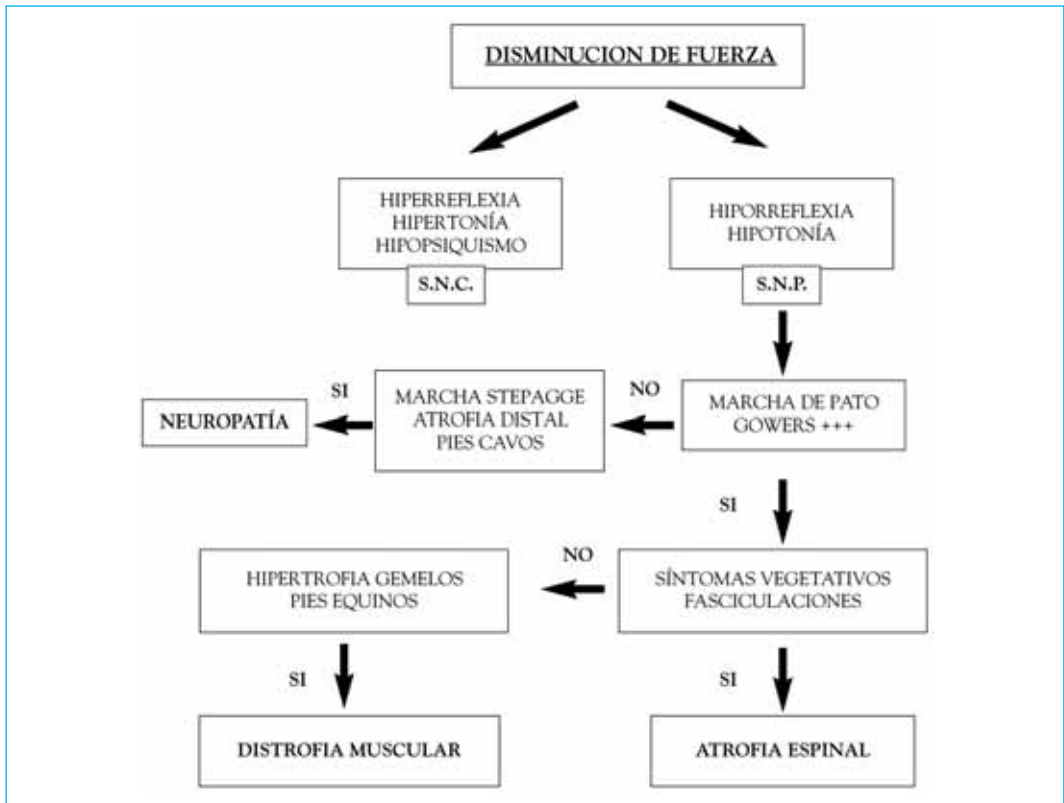 DISMINUCION DE FUERZA
HIPERREFLEXIA
HIPERTONÍA
HIPOPSIQUISMO
S.N.C.
HIPORREFLEXIA
HIPOTONÍA
S.N.P.
MARCHA DE PATO
GOWERS +++
NO
MARCHA STEPAGGE
ATROFIA DISTAL
PIES CAVOS
SI
NEUROPATÍA
SI
SÍNTOMAS VEGETATIVOS
FASCICULACIONES
NO
HIPERTROFIA GEMELOS
PIES EQUINOS
SI
DISTROFIA MUSCULAR
SI
ATROFIA ESPINAL